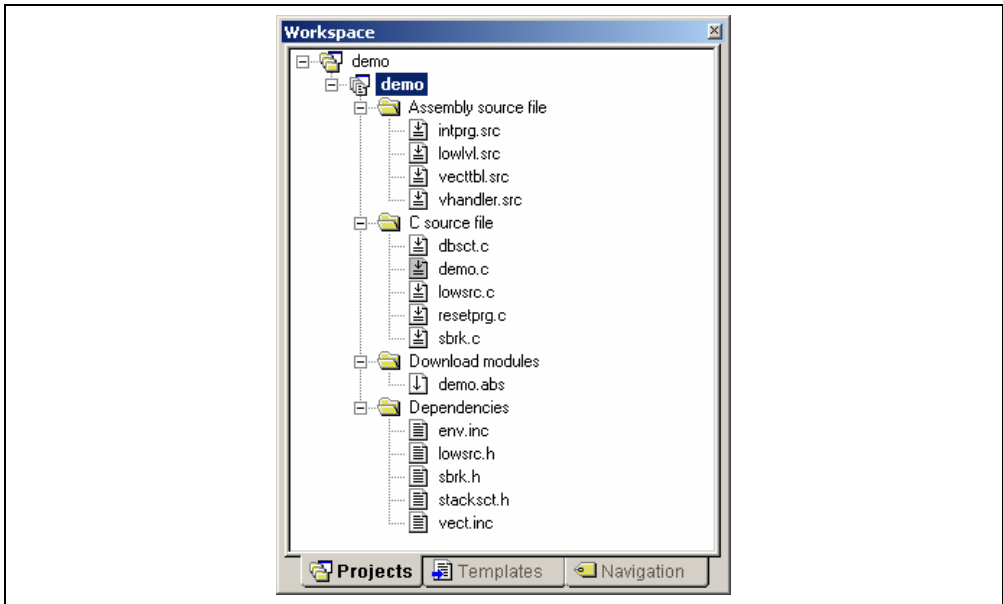 Workspace
demo
demo
Assembly source file
intprg.src
lowlvl.src
vecttbl.src
vhandler.src
C source file
dbsct.c
demo.c
lowsrc.c
resetprg.c
sbrk.c
Download modules
demo.abs
Dependencies
env.inc
lowsrc.h
sbrk.h
stacksct.h
vect.inc
Projects Templates Navigation